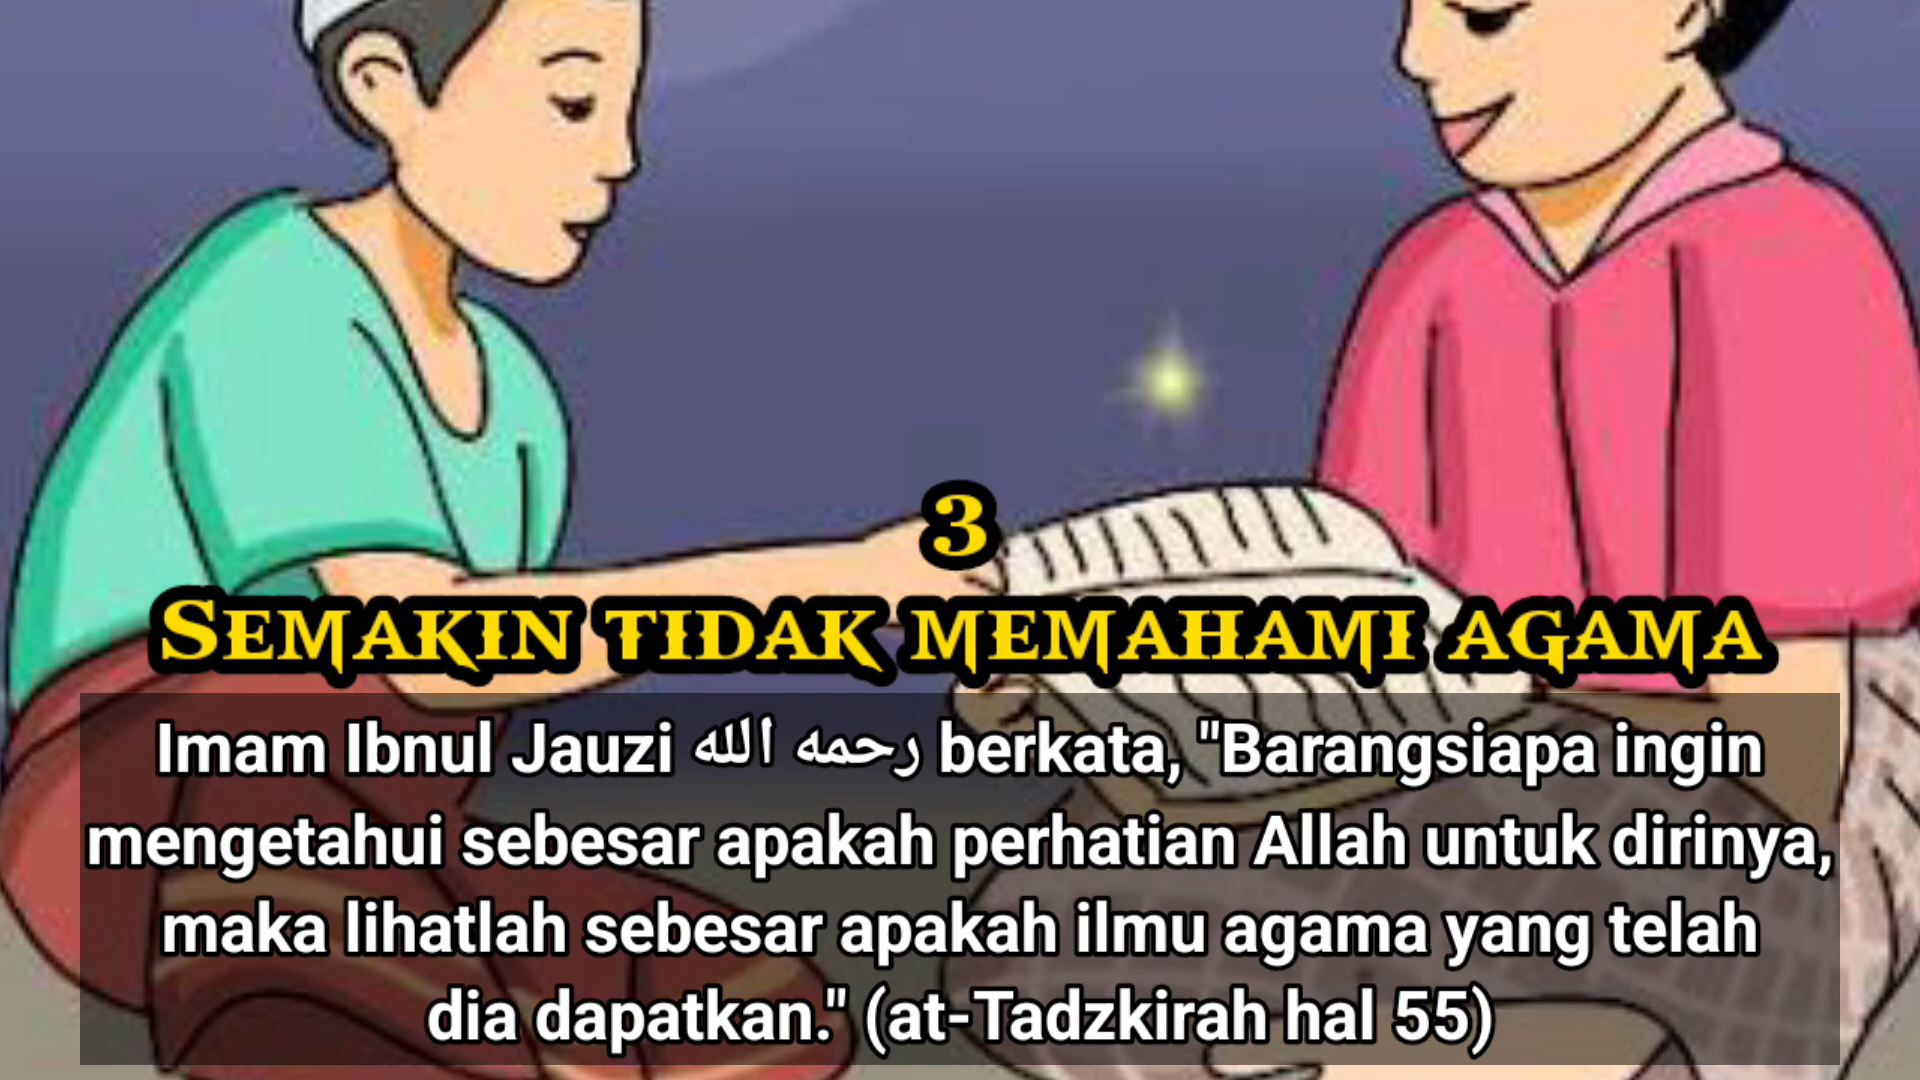 3
Semakin tidak memahami agama
Imam Ibnul Jauzi رحمه الله berkata, "Barangsiapa ingin
mengetahui sebesar apakah perhatian Allah untuk dirinya,
maka lihatlah sebesar apakah ilmu agama yang telah
dia dapatkan." (at-Tadzkirah hal 55)